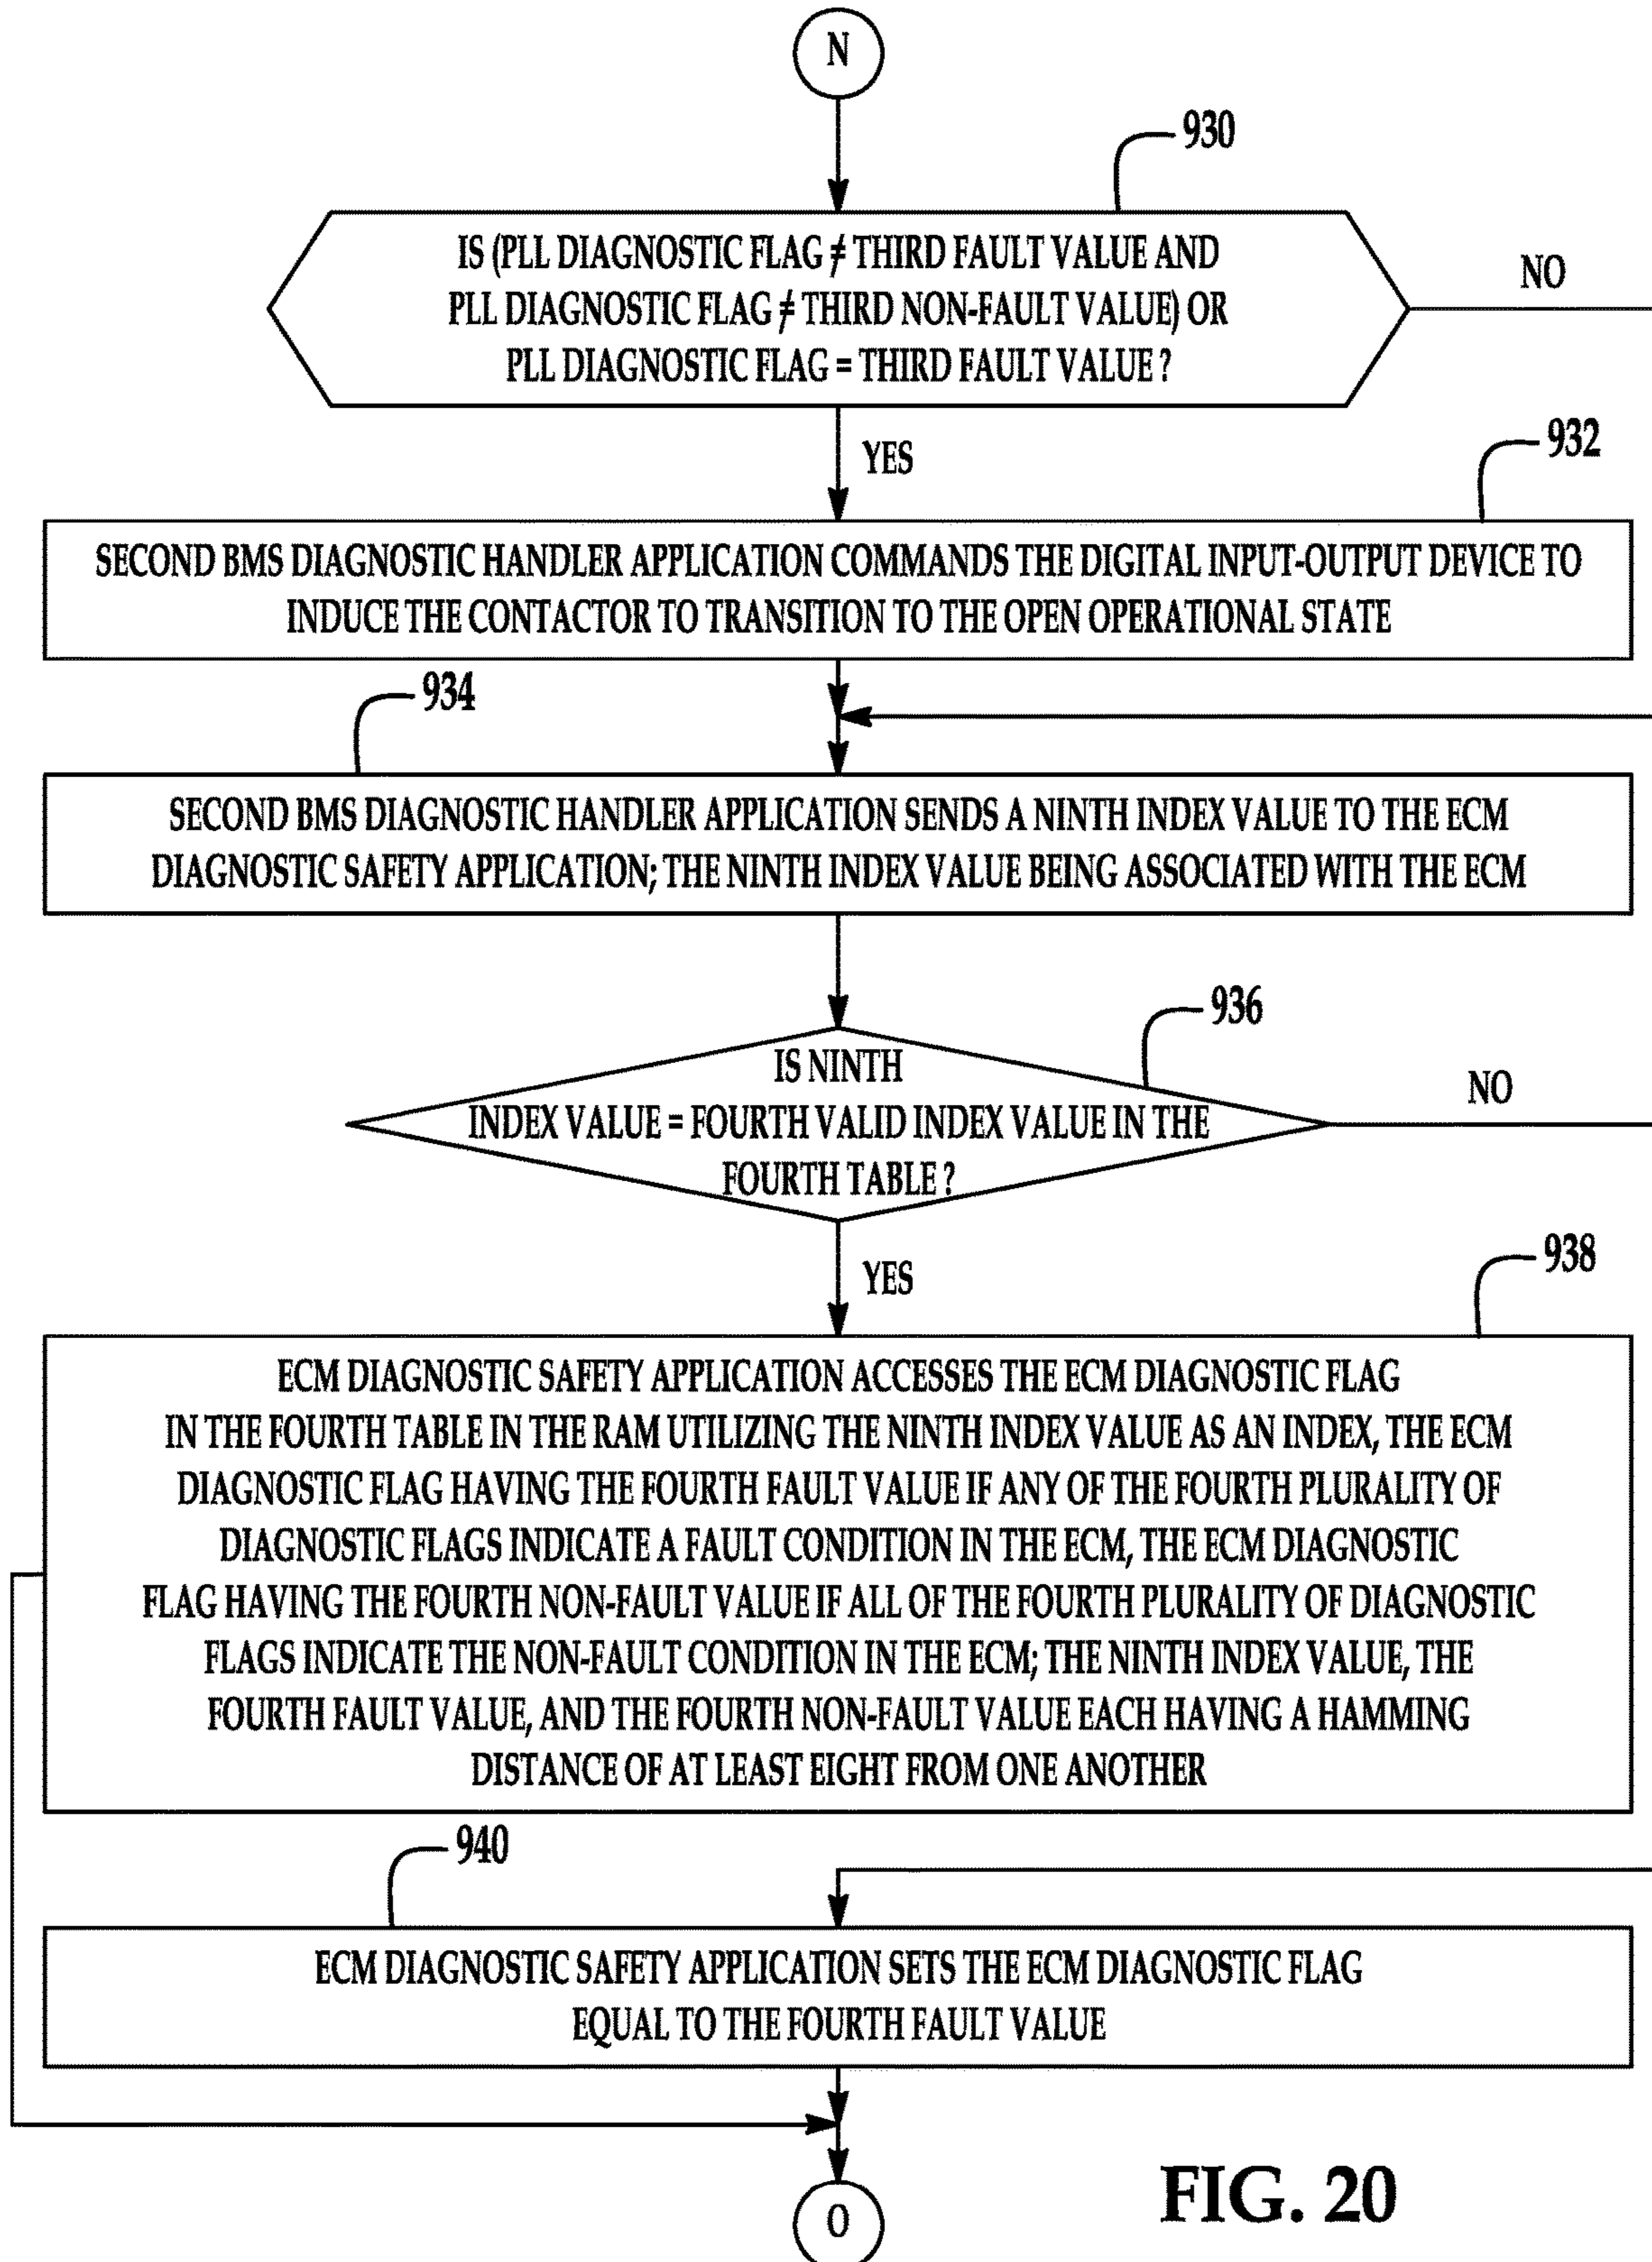 N
930
IS (PLL DIAGNOSTIC FLAG ≠ THIRD FAULT VALUE AND
PLL DIAGNOSTIC FLAG ≠ THIRD NON-FAULT VALUE) OR
PLL DIAGNOSTIC FLAG = THIRD FAULT VALUE ?
NO
YES
932
SECOND BMS DIAGNOSTIC HANDLER APPLICATION COMMANDS THE DIGITAL INPUT-OUTPUT DEVICE TO
INDUCE THE CONTACTOR TO TRANSITION TO THE OPEN OPERATIONAL STATE
934
SECOND BMS DIAGNOSTIC HANDLER APPLICATION SENDS A NINTH INDEX VALUE TO THE ECM
DIAGNOSTIC SAFETY APPLICATION; THE NINTH INDEX VALUE BEING ASSOCIATED WITH THE ECM
936
IS NINTH
INDEX VALUE = FOURTH VALID INDEX VALUE IN THE
FOURTH TABLE ?
NO
YES
938
ECM DIAGNOSTIC SAFETY APPLICATION ACCESSES THE ECM DIAGNOSTIC FLAG
IN THE FOURTH TABLE IN THE RAM UTILIZING THE NINTH INDEX VALUE AS AN INDEX, THE ECM
DIAGNOSTIC FLAG HAVING THE FOURTH FAULT VALUE IF ANY OF THE FOURTH PLURALITY OF
DIAGNOSTIC FLAGS INDICATE A FAULT CONDITION IN THE ECM, THE ECM DIAGNOSTIC
FLAG HAVING THE FOURTH NON-FAULT VALUE IF ALL OF THE FOURTH PLURALITY OF DIAGNOSTIC
FLAGS INDICATE THE NON-FAULT CONDITION IN THE ECM; THE NINTH INDEX VALUE, THE
FOURTH FAULT VALUE, AND THE FOURTH NON-FAULT VALUE EACH HAVING A HAMMING
DISTANCE OF AT LEAST EIGHT FROM ONE ANOTHER
940
ECM DIAGNOSTIC SAFETY APPLICATION SETS THE ECM DIAGNOSTIC FLAG
EQUAL TO THE FOURTH FAULT VALUE
O
FIG. 20